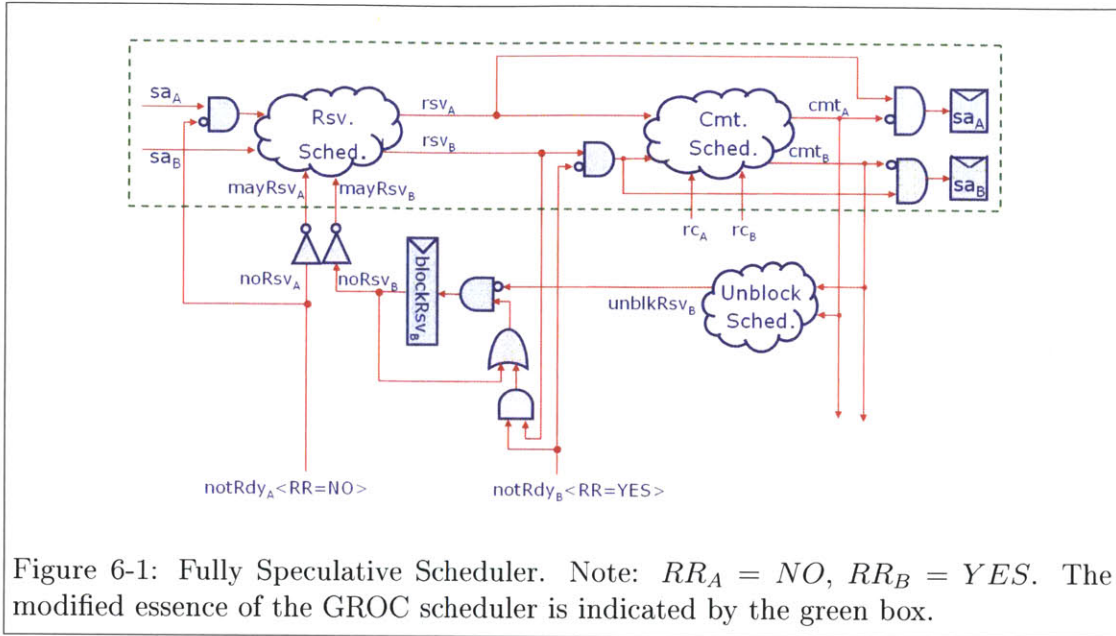 sa_A
sa_B
Rsv.
Sched.
rsv_A
rsv_B
mayRsv_A
mayRsv_B
Cmt.
Sched.
cmt_A
cmt_B
sa_A
sa_B
rc_A
rc_B
noRsv_A
noRsv_B
blockRsv_B
unblkRsv_B
Unblock
Sched.
notRdy_A<RR=NO>
notRdy_B<RR=YES>
Figure 6-1: Fully Speculative Scheduler. Note: RR_A = NO, RR_B = YES. The
modified essence of the GROC scheduler is indicated by the green box.